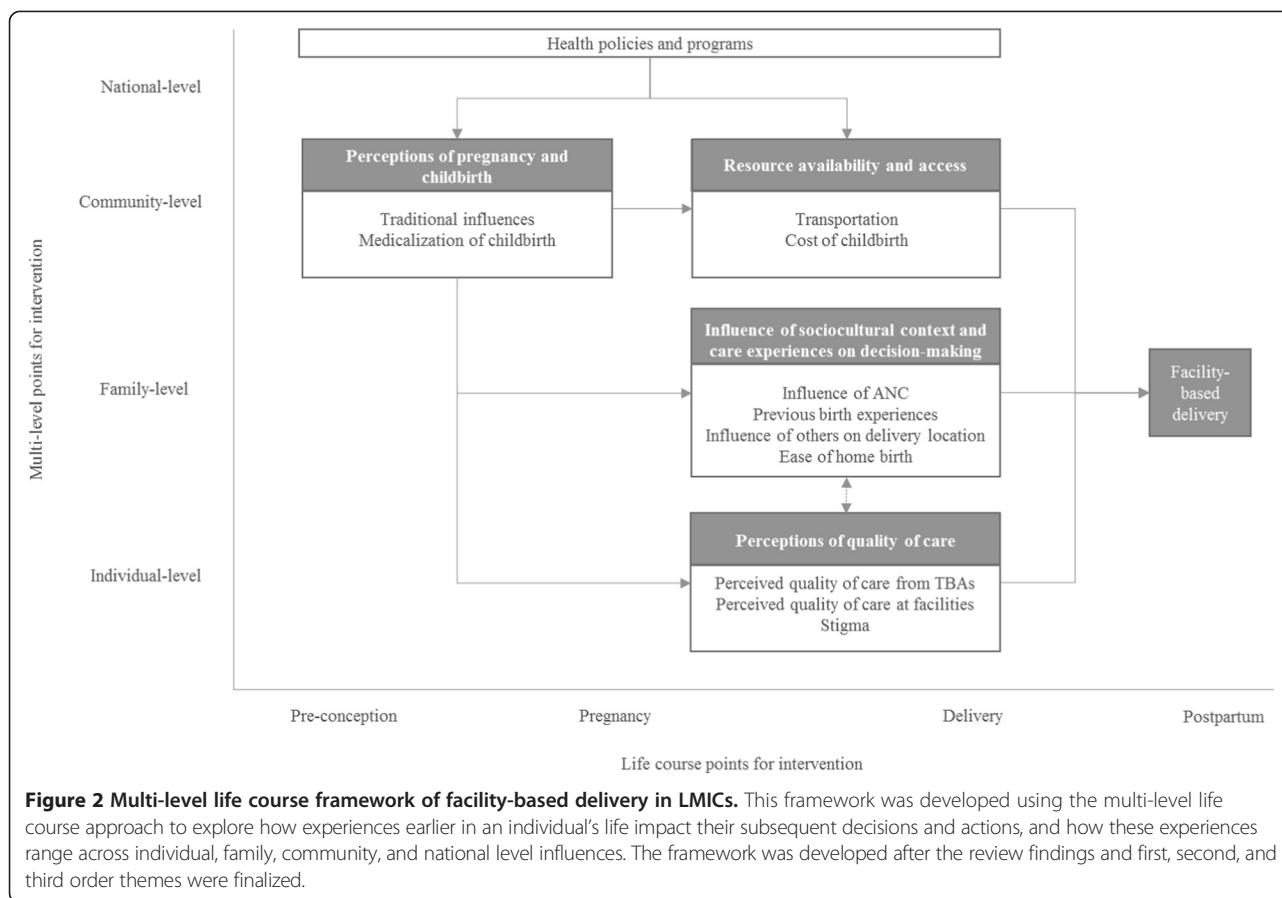 Health policies and programs
National-level
Perceptions of pregnancy and
childbirth
Resource availability and access
Community-level
Traditional influences
Medicalization of childbirth
Transportation
Cost of childbirth
Multi-level points for intervention
Influence of sociocultural context and
care experiences on decision-making
Family-level
Influence of ANC
Previous birth experiences
Influence of others on delivery location
Ease of home birth
Facility-
based
delivery
Perceptions of quality of care
Individual-level
Perceived quality of care from TBAs
Perceived quality of care at facilities
Stigma
Pre-conception
Pregnancy
Delivery
Postpartum
Life course points for intervention
Figure 2 Multi-level life course framework of facility-based delivery in LMICs. This framework was developed using the multi-level life
course approach to explore how experiences earlier in an individual’s life impact their subsequent decisions and actions, and how these experiences
range across individual, family, community, and national level influences. The framework was developed after the review findings and first, second, and
third order themes were finalized.